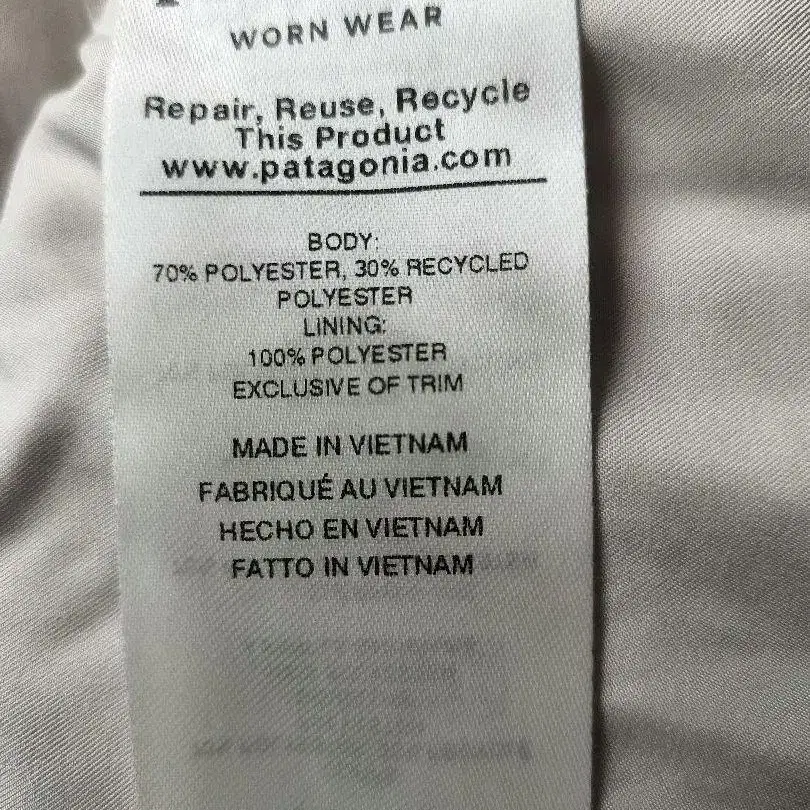 WORN WEAR
Repair, Reuse, Recycle
This Product
www.patagonia.com
BODY:
70% POLYESTER, 30% RECYCLED
POLYESTER
LINING:
100% POLYESTER
EXCLUSIVE OF TRIM
MADE IN VIETNAM
FABRIQUÉ AU VIETNAM
HECHO EN VIETNAM
FATTO IN VIETNAM